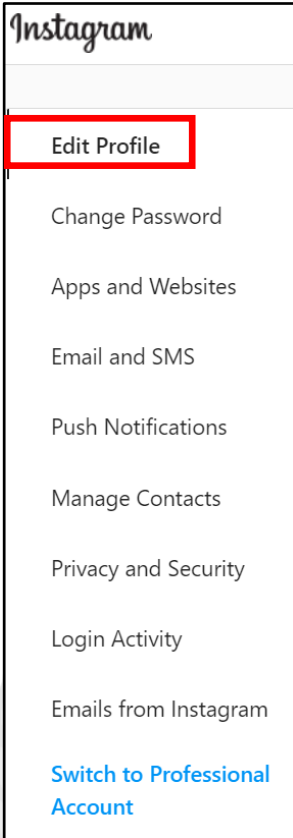 Instagram
Edit Profile
Change Password
Apps and Websites
Email and SMS
Push Notifications
Manage Contacts
Privacy and Security
Login Activity
Emails from Instagram
Switch to Professional
Account